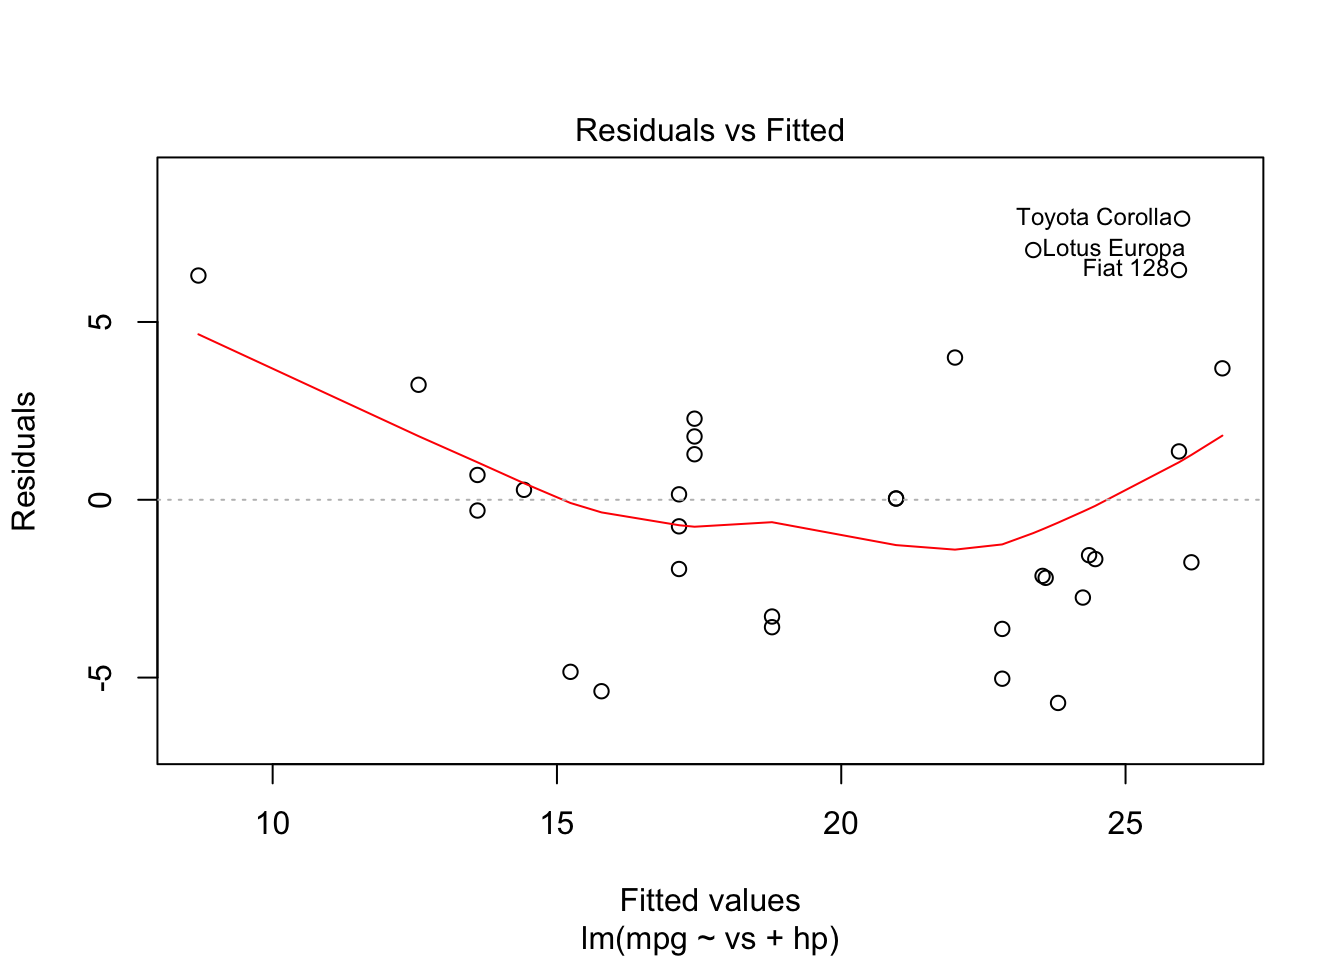 Residuals vs Fitted
Toyota Corolla
Lotus Europa
Fiat 128
5
0
-5
Residuals
10 15 20 25
Fitted values
lm(mpg ~ vs + hp)